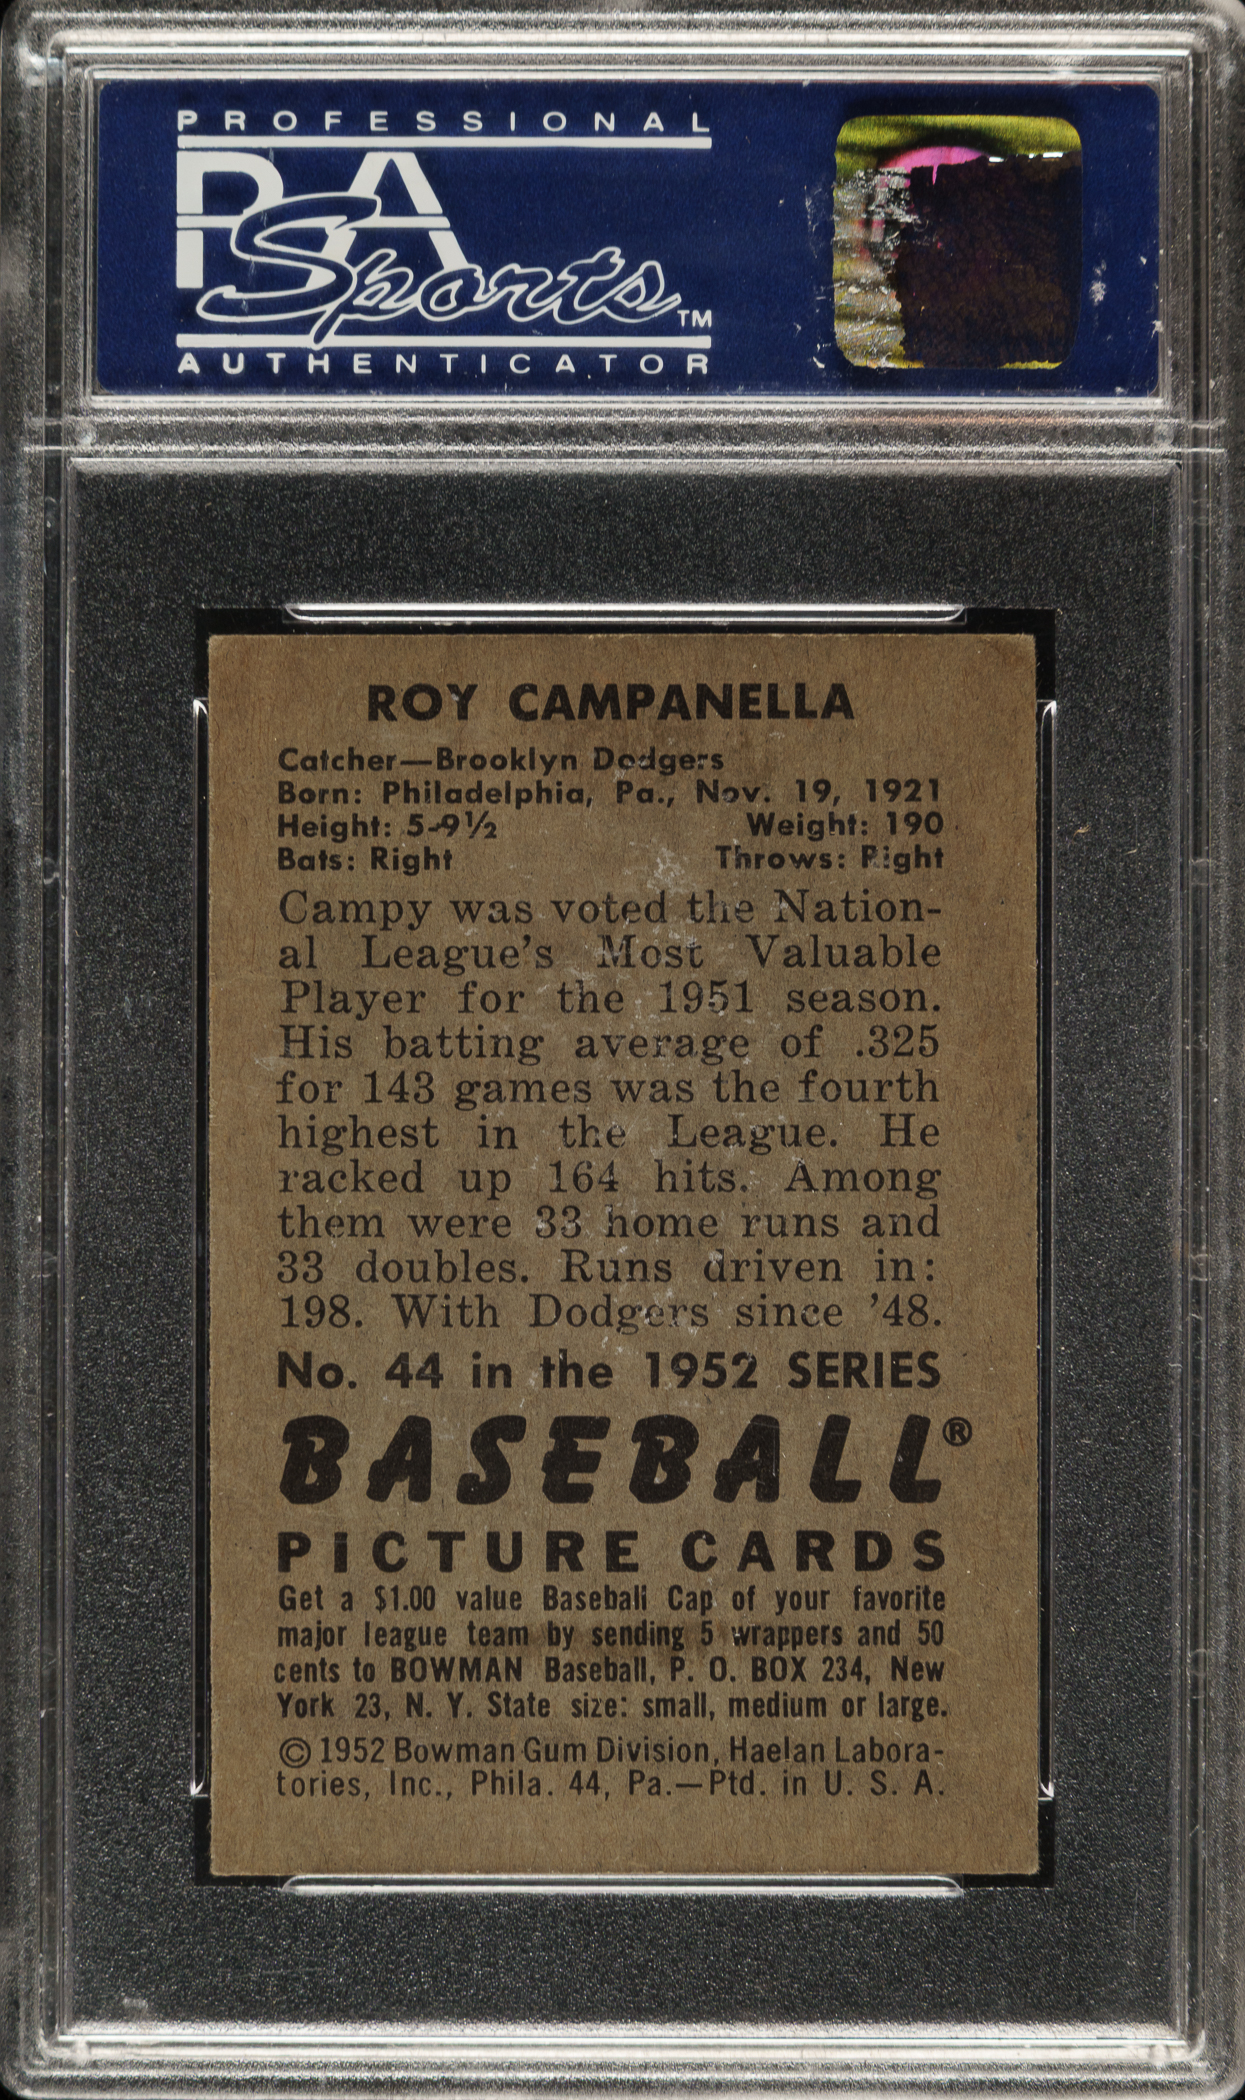 PROFESSIONAL
PSA
Sports™
AUTHENTICATOR
ROY CAMPANELLA
Catcher—Brooklyn Dodgers
Born: Philadelphia, Pa., Nov. 19, 1921
Height: 5-9½ Weight: 190
Bats: Right Throws: Right
Campy was voted the Nation-
al League's Most Valuable
Player for the 1951 season.
His batting average of .325
for 143 games was the fourth
highest in the League. He
racked up 164 hits. Among
them were 33 home runs and
33 doubles. Runs driven in:
198. With Dodgers since '48.
No. 44 in the 1952 SERIES
BASEBALL®
PICTURE CARDS
Get a $1.00 value Baseball Cap of your favorite
major league team by sending 5 wrappers and 50
cents to BOWMAN Baseball, P. O. BOX 234, New
York 23, N. Y. State size: small, medium or large.
© 1952 Bowman Gum Division, Haelan Labora-
tories, Inc., Phila. 44, Pa.—Ptd. in U. S. A.